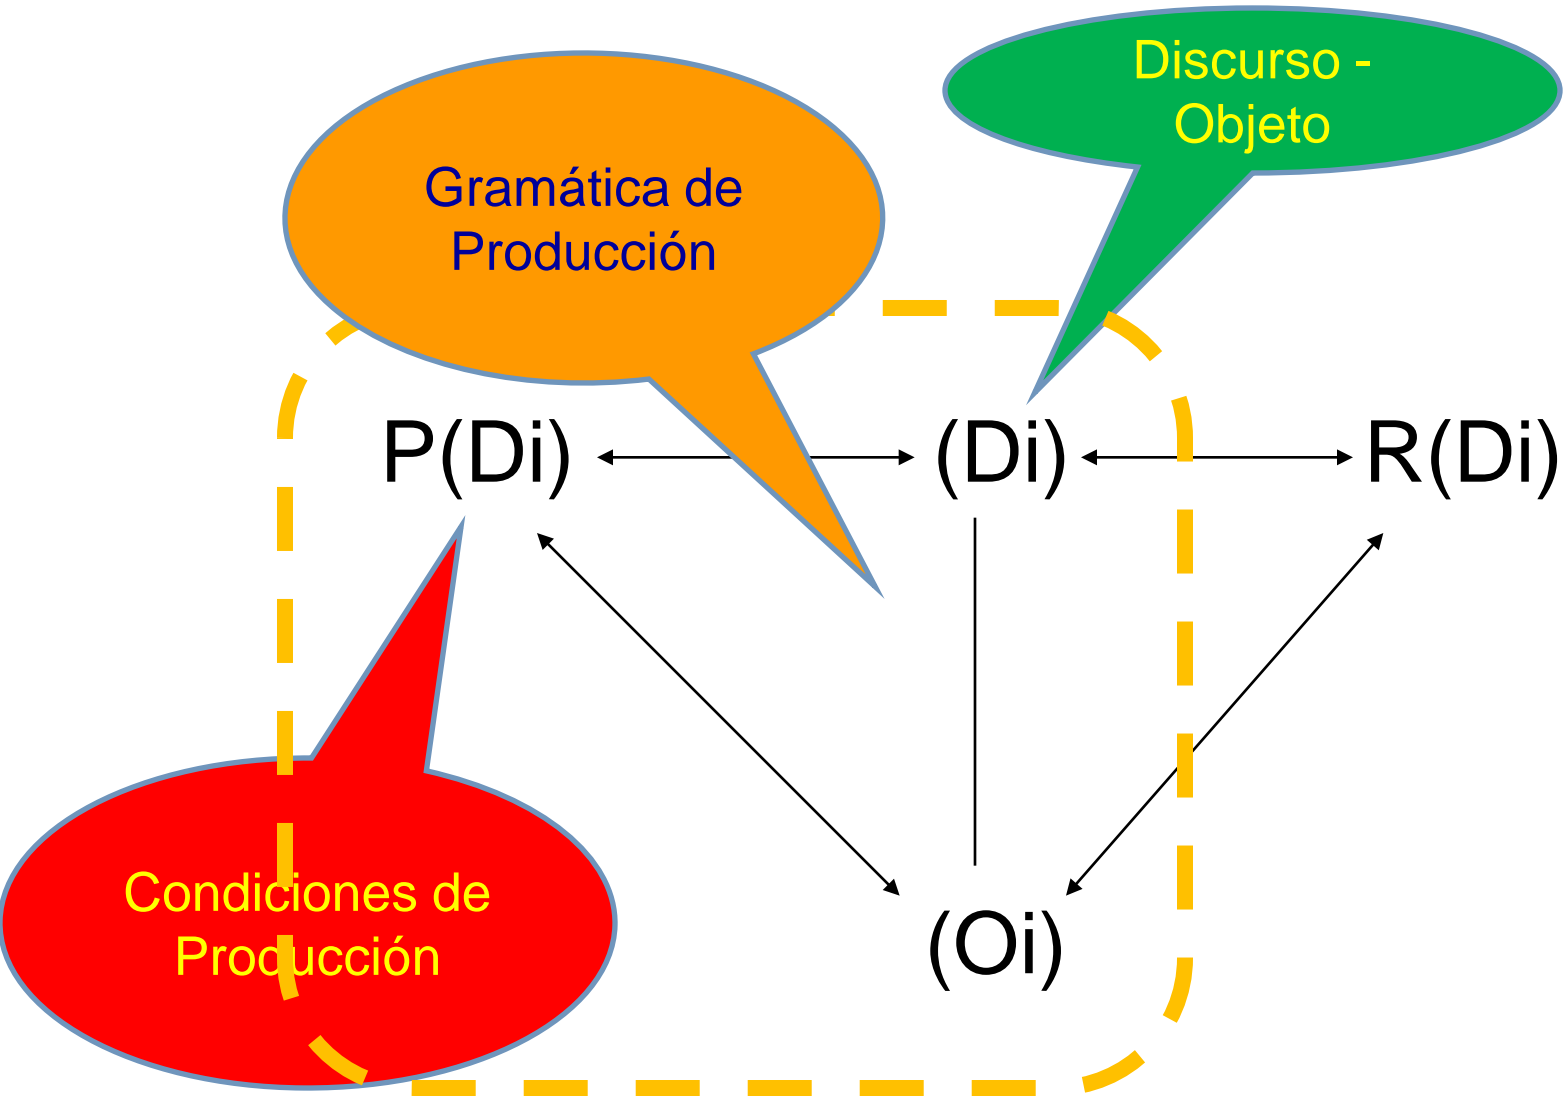 Discurso -
Objeto
Gramática de
Producción
P(Di)
(Di)
R(Di)
Condiciones de
Producción
(Oi)